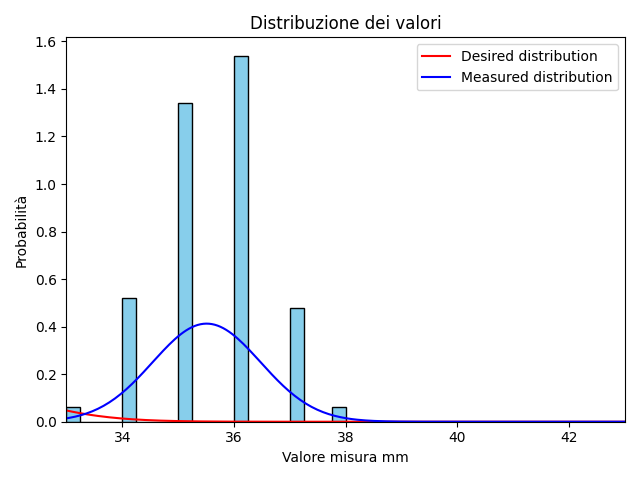 Distribuzione dei valori
Desired distribution
Measured distribution
Probabilità
1.6
1.4
1.2
1.0
0.8
0.6
0.4
0.2
0.0
34 36 38 40 42
Valore misura mm